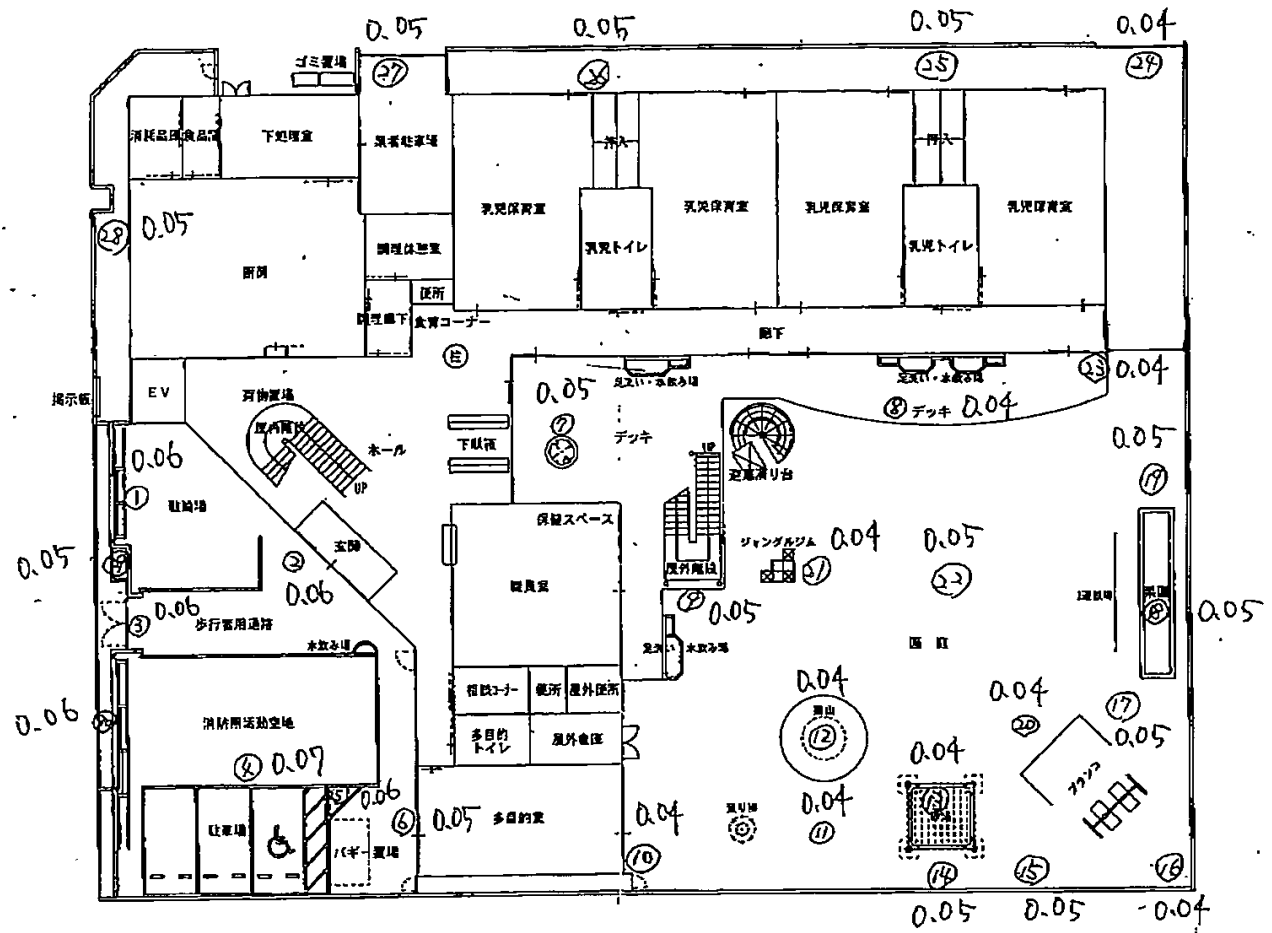 0.05
0.05
0.05
0.04
ゴミ置場
27
26
25
24
消耗品庫
食品庫
下処理室
業者駐車場
押入
押入
乳児保育室
乳児保育室
乳児保育室
乳児保育室
28
0.05
乳児トイレ
乳児トイレ
調理休憩室
厨房
便所
調理廊下
食育コーナー
廊下
EV
掲示板
荷物置場
屋内階段
ホール
UP
下駄箱
0.05
7
足洗い・水飲み場
デッキ
足洗い・水飲み場
23
0.04
8
デッキ
0.04
0.06
1
駐輪場
UP
0.05
19
保健スペース
玄関
職員室
屋外階段
ジャングルジム
0.04
21
0.05
22
0.05
2
0.06
9
0.05
菜園
18
0.05
0.06
3
歩行者用通路
水飲み場
足洗い・水飲み場
園庭
0.06
消防用活動空地
相談コーナー
便所
屋外便所
多目的
トイレ
屋外倉庫
0.04
築山
12
0.04
20
17
0.05
4
0.07
5
0.06
6
0.05
多目的室
駐車場
バギー置場
0.04
10
0.04
11
0.04
13
ブランコ
14
15
16
0.05
0.05
0.04